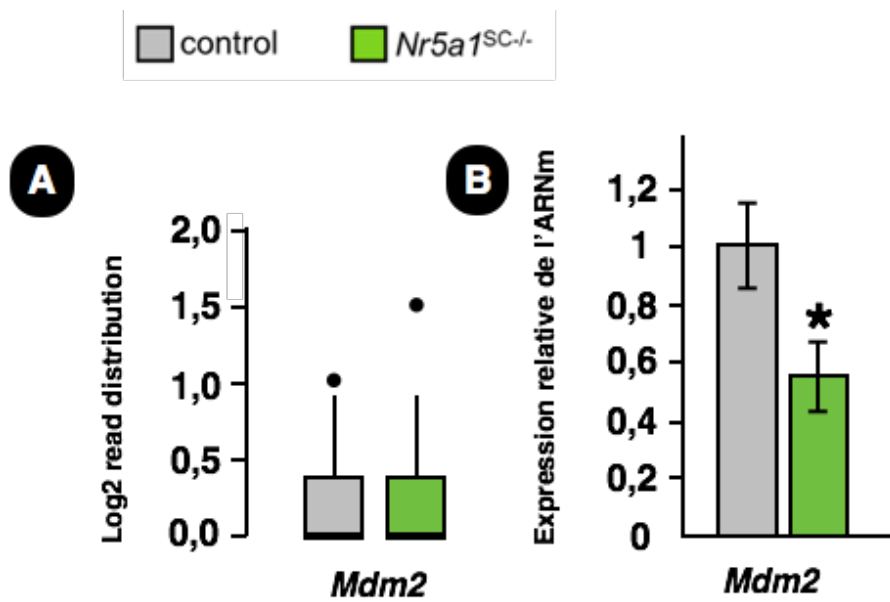 control
Nr5a1SC-/-
A
Log2 read distribution
2,0
1,5
1,0
0,5
0,0
Mdm2
B
Expression relative de l'ARNm
1,2
1
0,8
0,6
0,4
0,2
0
*
Mdm2